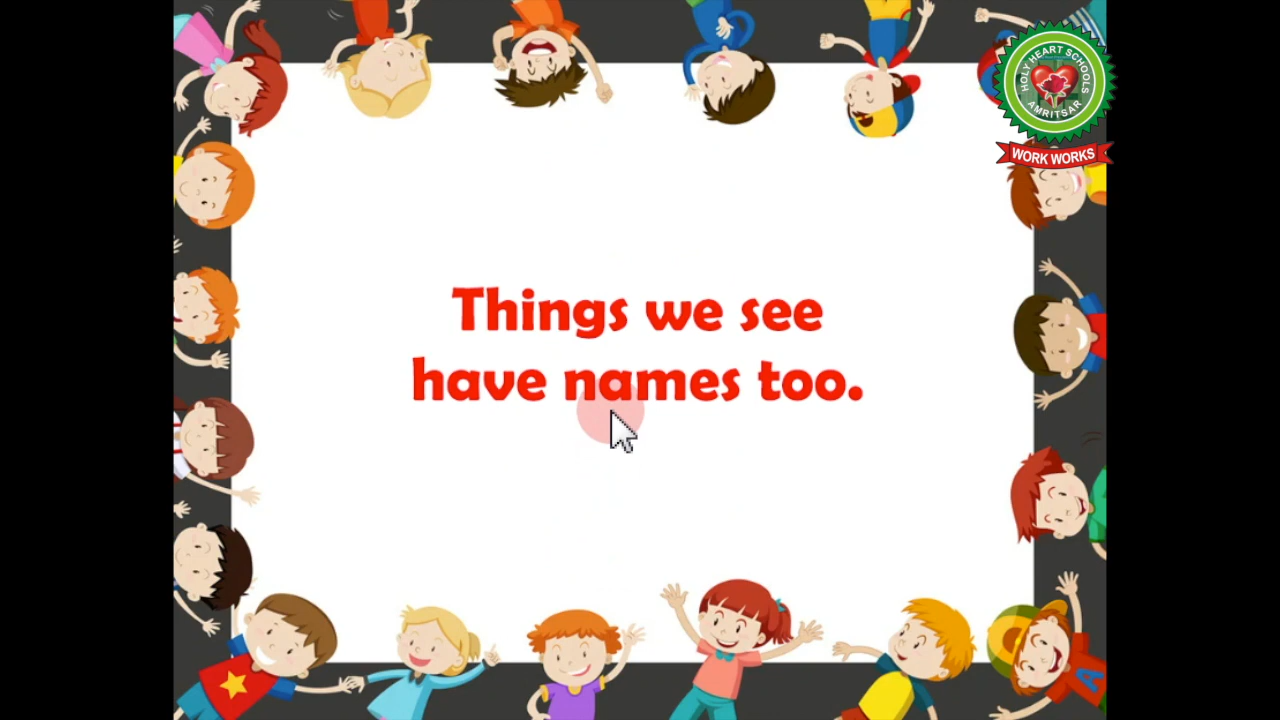 HOLY HEART SCHOOLS
AMRITSAR
WORK WORKS
Things we see
have names too.
A